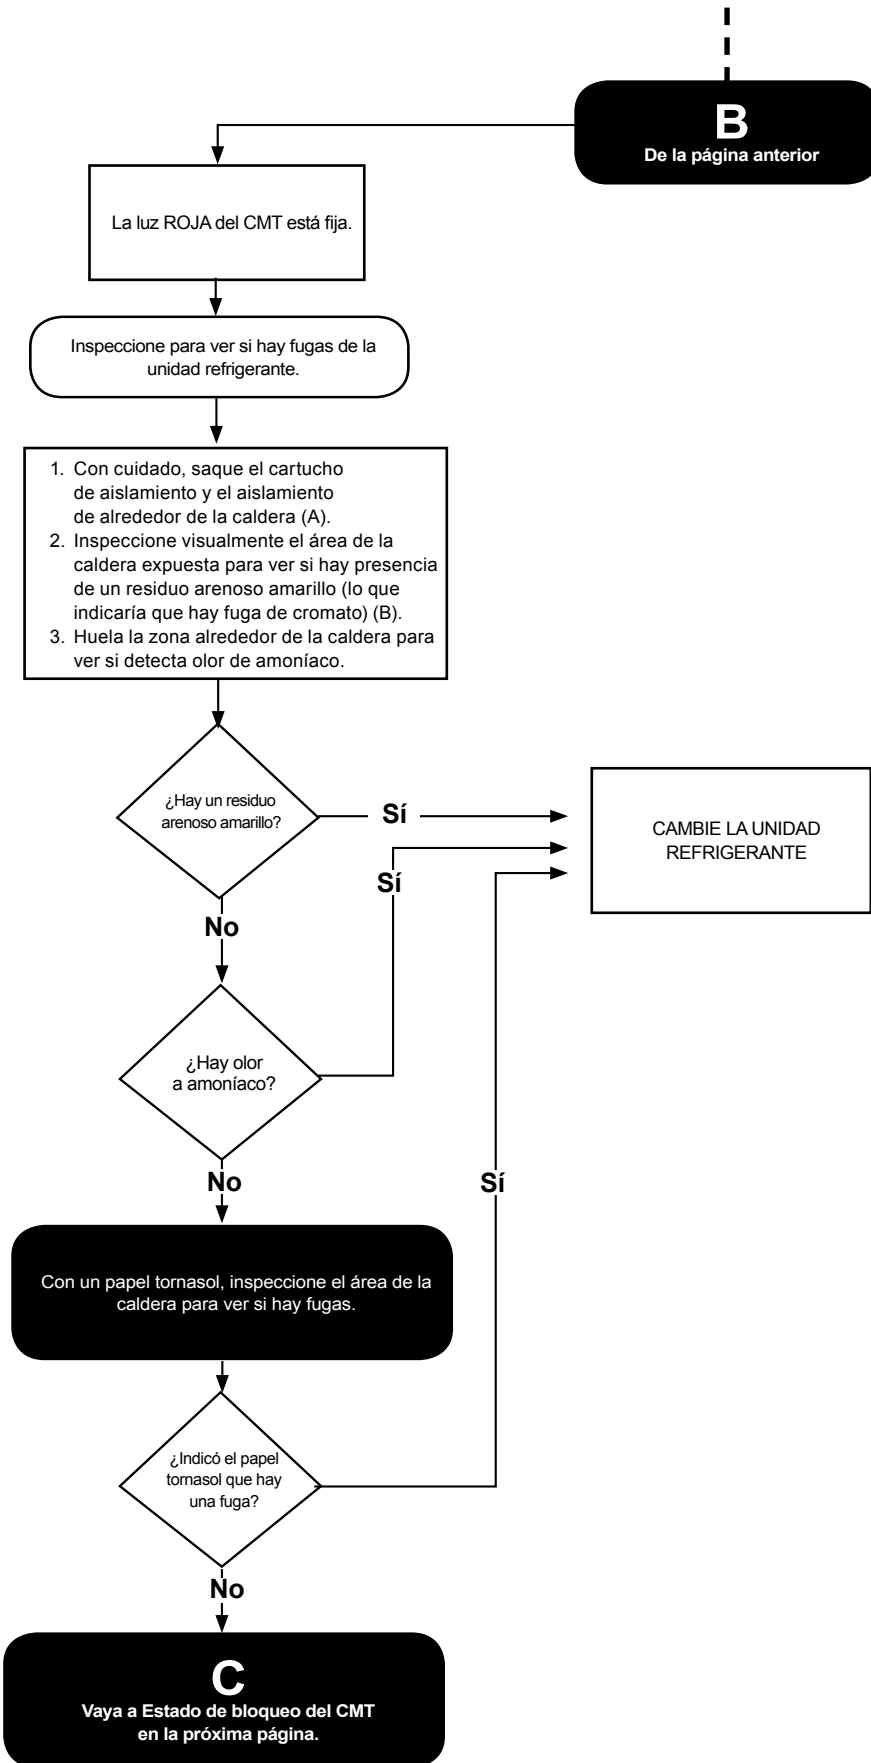 B
De la página anterior
La luz ROJA del CMT está fija.
Inspeccione para ver si hay fugas de la
unidad refrigerante.
1. Con cuidado, saque el cartucho
de aislamiento y el aislamiento
de alrededor de la caldera (A).
2. Inspeccione visualmente el área de la
caldera expuesta para ver si hay presencia
de un residuo arenoso amarillo (lo que
indicaría que hay fuga de cromato) (B).
3. Huela la zona alrededor de la caldera para
ver si detecta olor de amoníaco.
¿Hay un residuo
arenoso amarillo?
Sí
CAMBIE LA UNIDAD
REFRIGERANTE
Sí
No
¿Hay olor
a amoníaco?
No
Sí
Con un papel tornasol, inspeccione el área de la
caldera para ver si hay fugas.
¿Indicó el papel
tornasol que hay
una fuga?
No
C
Vaya a Estado de bloqueo del CMT
en la próxima página.